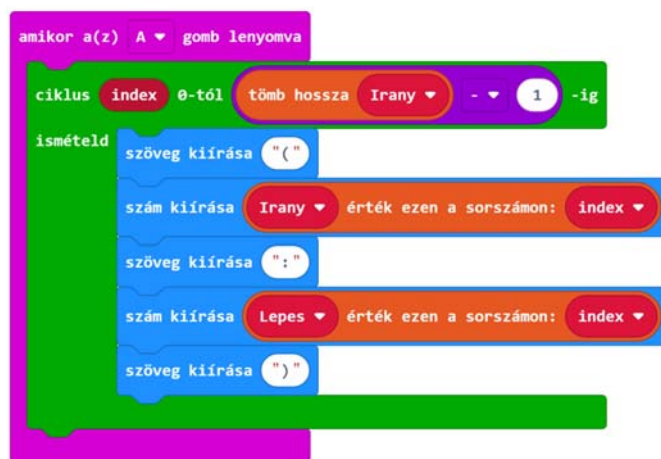 amikor a(z) A gomb lenyomva
ciklus index 0-tól tömb hossza Irany - 1 -ig
ismételd
szöveg kiírása "("
szám kiírása Irany érték ezen a sorszámon: index
szöveg kiírása ":"
szám kiírása Lepes érték ezen a sorszámon: index
szöveg kiírása ")"